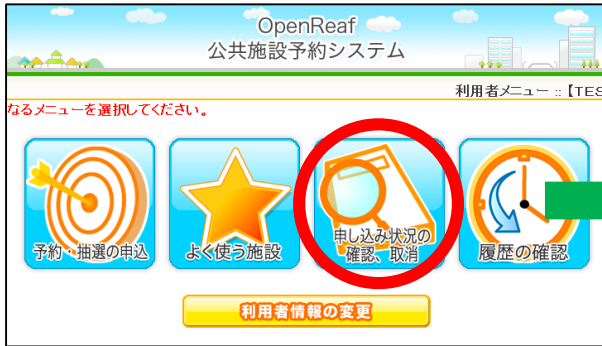 OpenReaf
公共施設予約システム
利用者メニュー ::【TES
なるメニューを選択してください。
予約・抽選の申込
よく使う施設
申し込み状況の
確認、取消
履歴の確認
利用者情報の変更